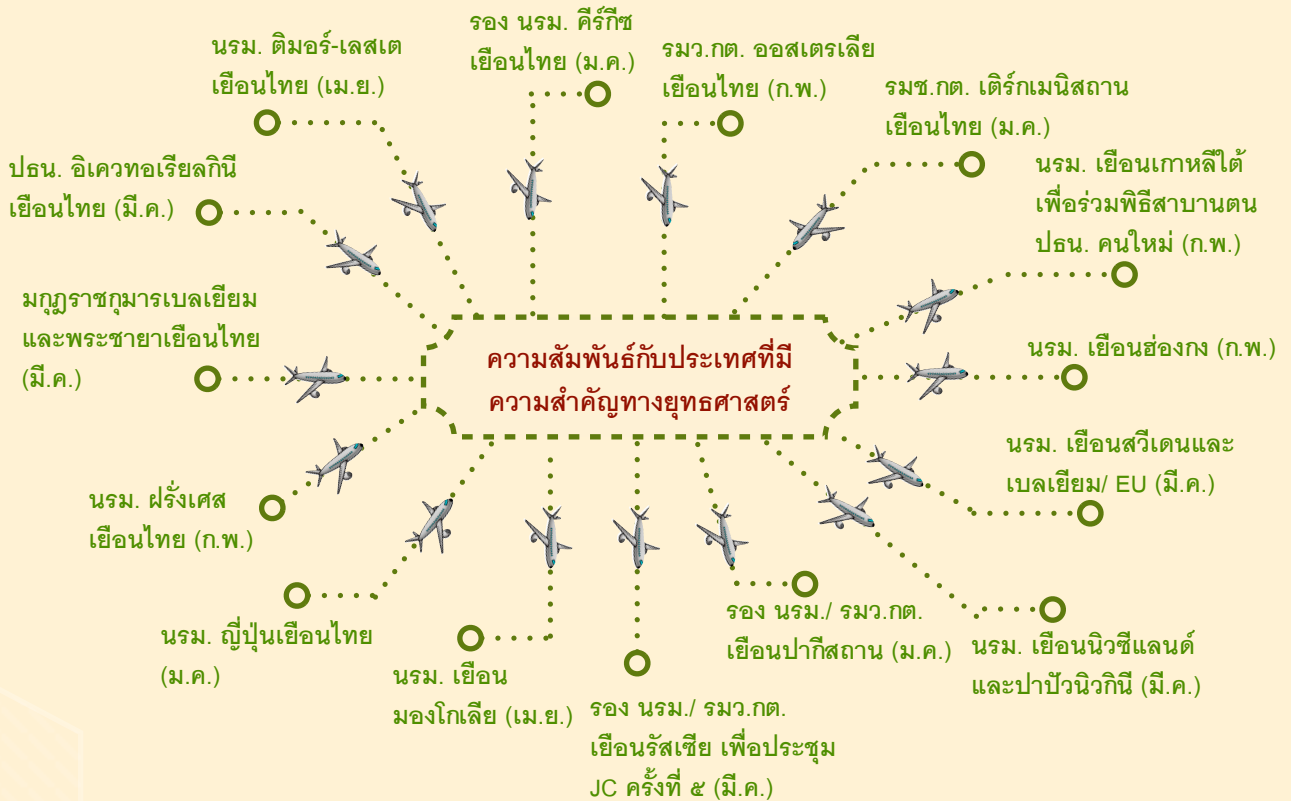 นรม. ติมอร์-เลสเต
เยือนไทย (เม.ย.)
รอง นรม. คีร์กีซ
เยือนไทย (ม.ค.)
รมว.กต. ออสเตรเลีย
เยือนไทย (ก.พ.)
รมช.กต. เติร์กเมนิสถาน
เยือนไทย (ม.ค.)
ปธน. อิเควทอเรียลกินี
เยือนไทย (มี.ค.)
นรม. เยือนเกาหลีใต้
เพื่อร่วมพิธีสาบานตน
ปธน. คนใหม่ (ก.พ.)
มกุฎราชกุมารเบลเยียม
และพระชายาเยือนไทย
(มี.ค.)
ความสัมพันธ์กับประเทศที่มี
ความสำคัญทางยุทธศาสตร์
นรม. เยือนฮ่องกง (ก.พ.)
นรม. ฝรั่งเศส
เยือนไทย (ก.พ.)
นรม. เยือนสวีเดนและ
เบลเยียม/ EU (มี.ค.)
นรม. ญี่ปุ่นเยือนไทย
(ม.ค.)
นรม. เยือน
มองโกเลีย (เม.ย.)
รอง นรม./ รมว.กต.
เยือนรัสเซีย เพื่อประชุม
JC ครั้งที่ ๕ (มี.ค.)
รอง นรม./ รมว.กต.
เยือนปากีสถาน (ม.ค.)
นรม. เยือนนิวซีแลนด์
และปาปัวนิวกินี (มี.ค.)